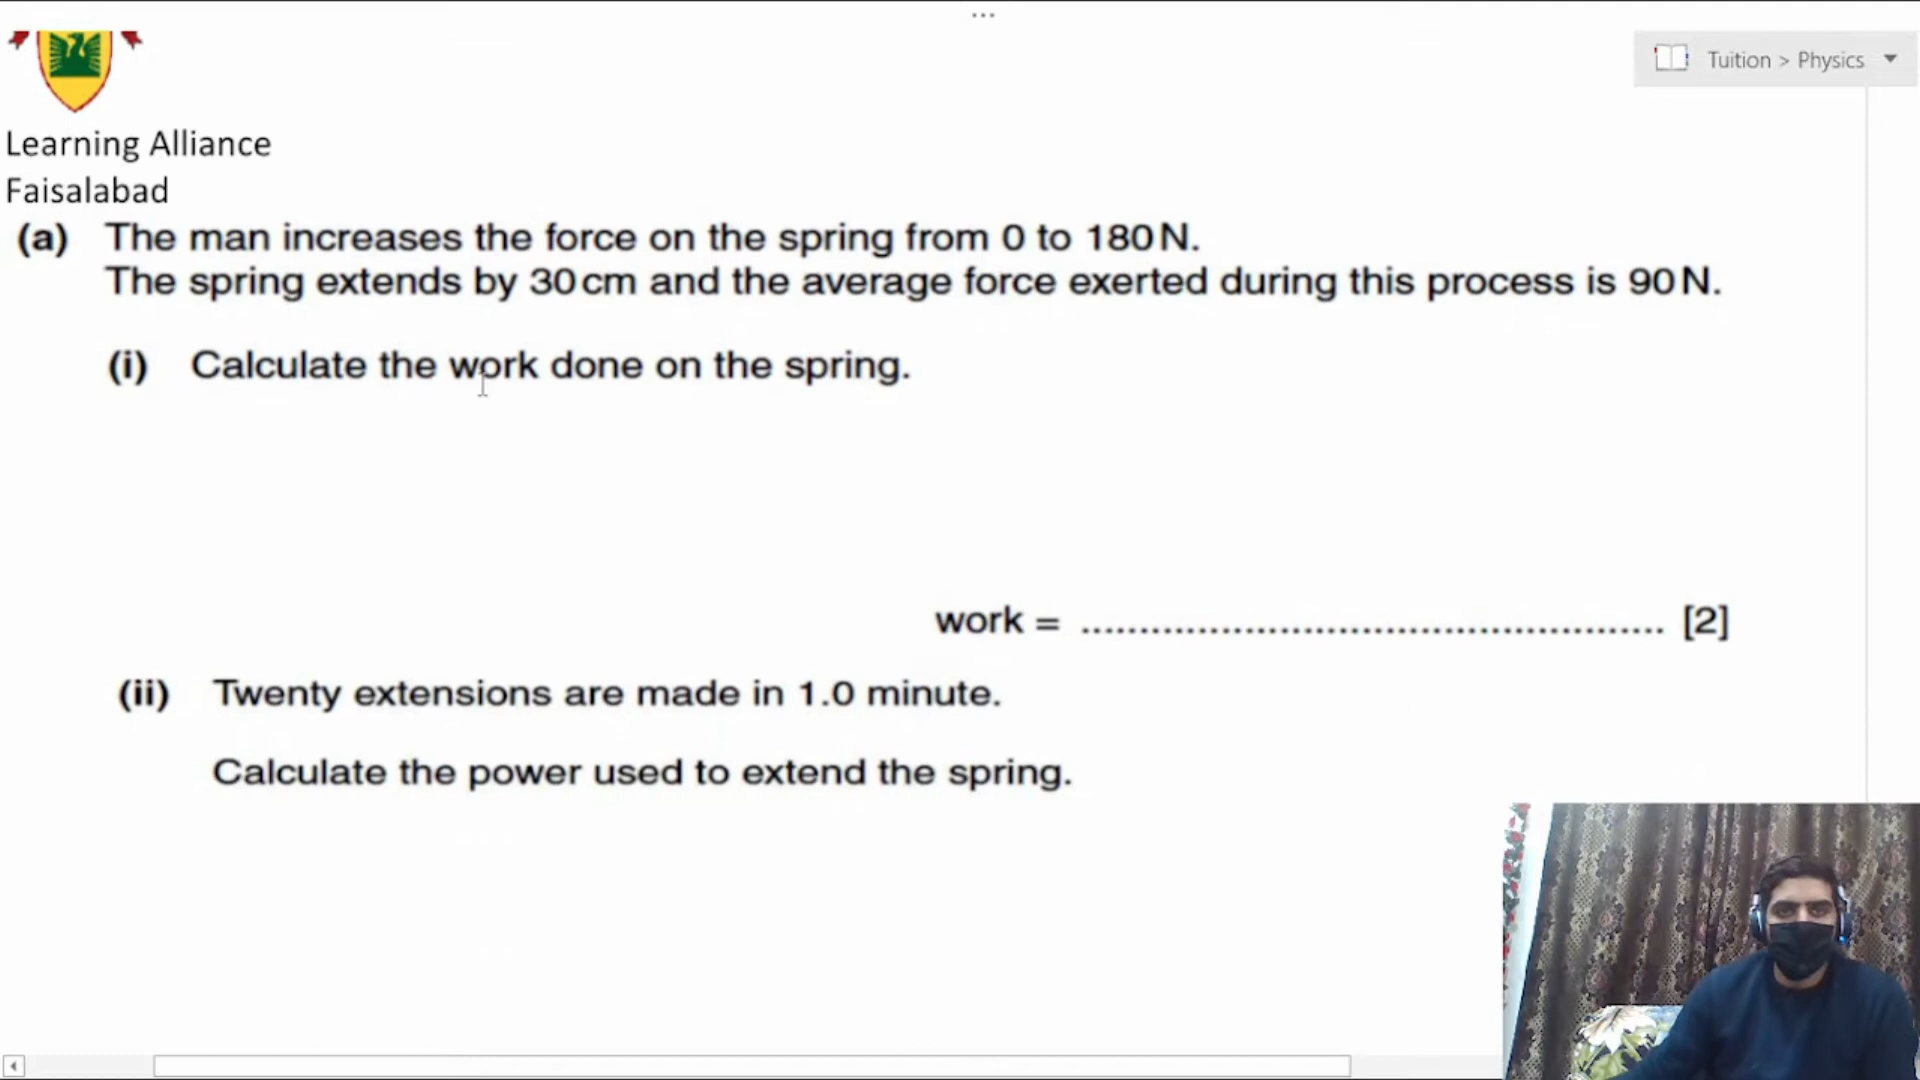 ...
Tuition > Physics
Learning Alliance
Faisalabad
(a) The man increases the force on the spring from 0 to 180 N.
The spring extends by 30 cm and the average force exerted during this process is 90 N.
(i) Calculate the work done on the spring.
work = .................................................. [2]
(ii) Twenty extensions are made in 1.0 minute.
Calculate the power used to extend the spring.